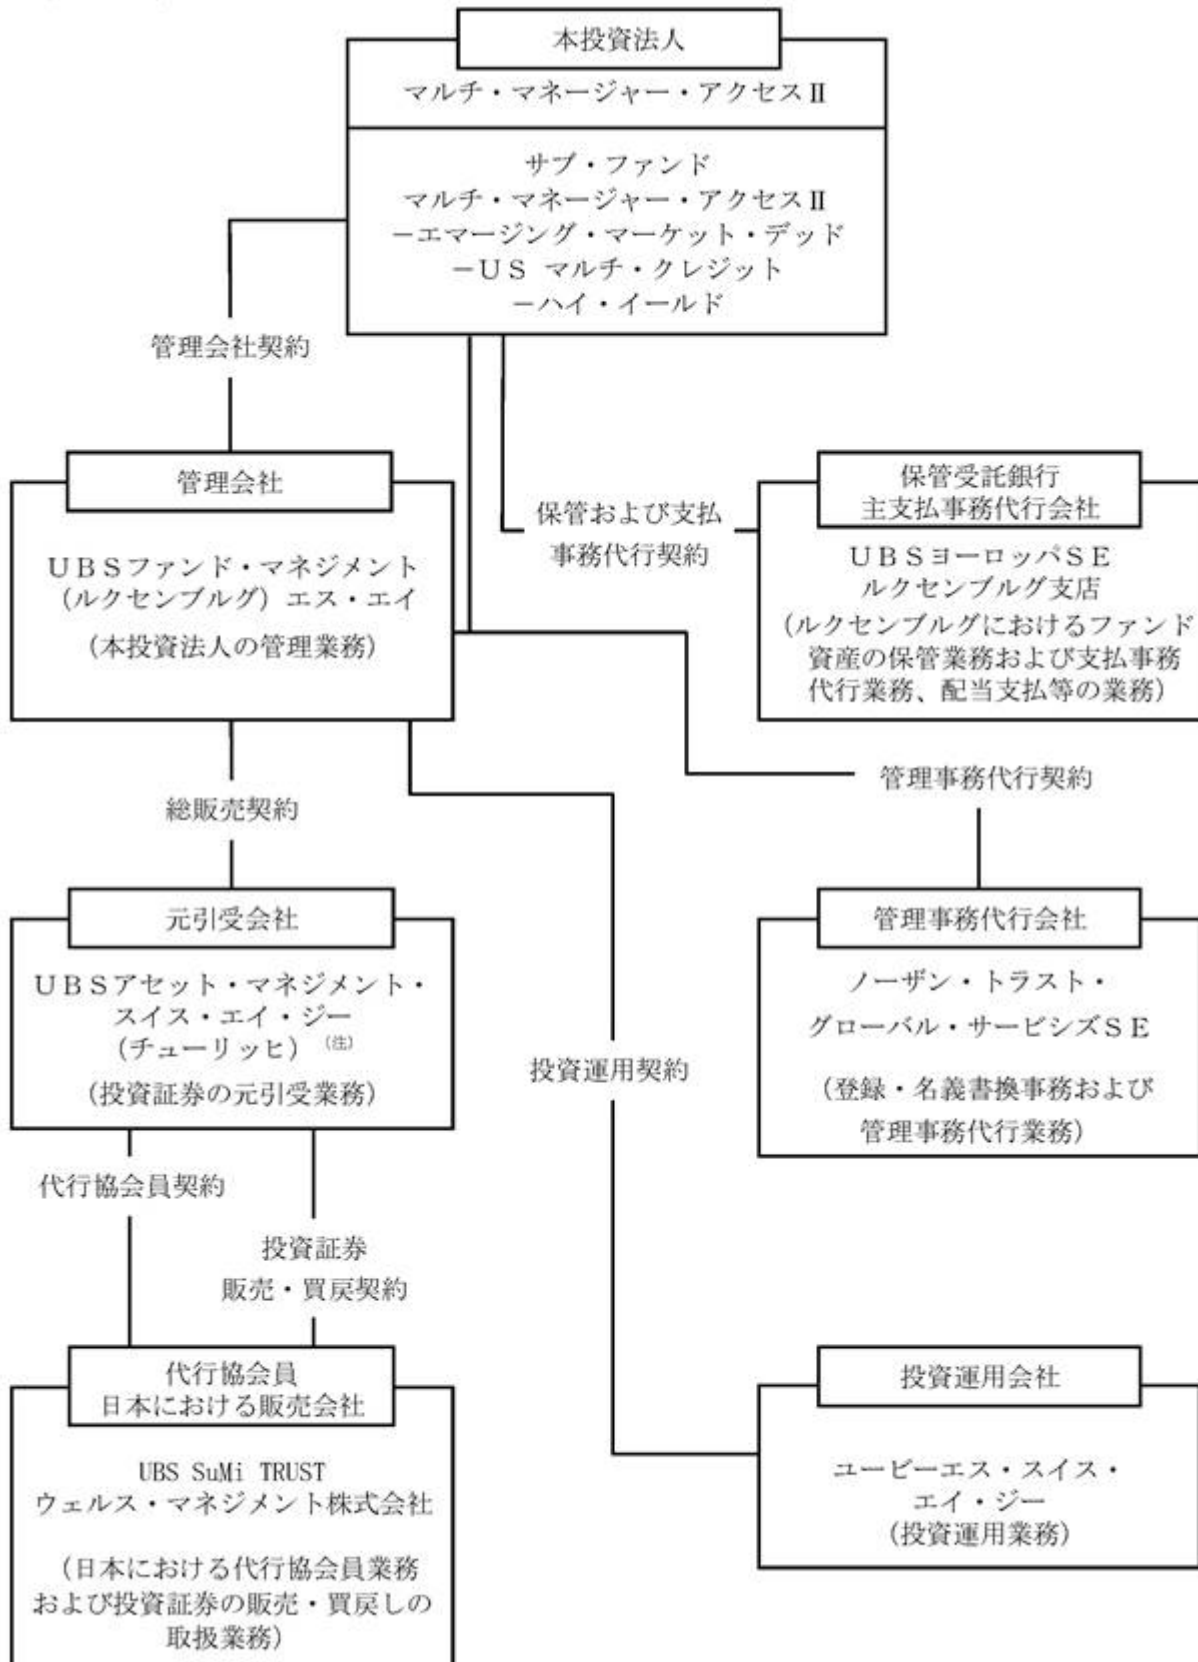 本投資法人
マルチ・マネージャー・アクセスⅡ
サブ・ファンド
マルチ・マネージャー・アクセスⅡ
－エマージング・マーケット・デッド
－ＵＳ マルチ・クレジット
－ハイ・イールド
管理会社契約
管理会社
ＵＢＳファンド・マネジメント
（ルクセンブルグ）エス・エイ
（本投資法人の管理業務）
保管および支払
事務代行契約
保管受託銀行
主支払事務代行会社
ＵＢＳヨーロッパＳＥ
ルクセンブルグ支店
（ルクセンブルグにおけるファンド
資産の保管業務および支払事務
代行業務、配当支払等の業務）
総販売契約
管理事務代行契約
元引受会社
ＵＢＳアセット・マネジメント・
スイス・エイ・ジー
（チューリッヒ）（注）
（投資証券の元引受業務）
投資運用契約
管理事務代行会社
ノーザン・トラスト・
グローバル・サービシズＳＥ
（登録・名義書換事務および
管理事務代行業務）
代行協会員契約
投資証券
販売・買戻契約
代行協会員
日本における販売会社
UBS SuMi TRUST
ウェルス・マネジメント株式会社
（日本における代行協会員業務
および投資証券の販売・買戻しの
取扱業務）
投資運用会社
ユービーエス・スイス・
エイ・ジー
（投資運用業務）